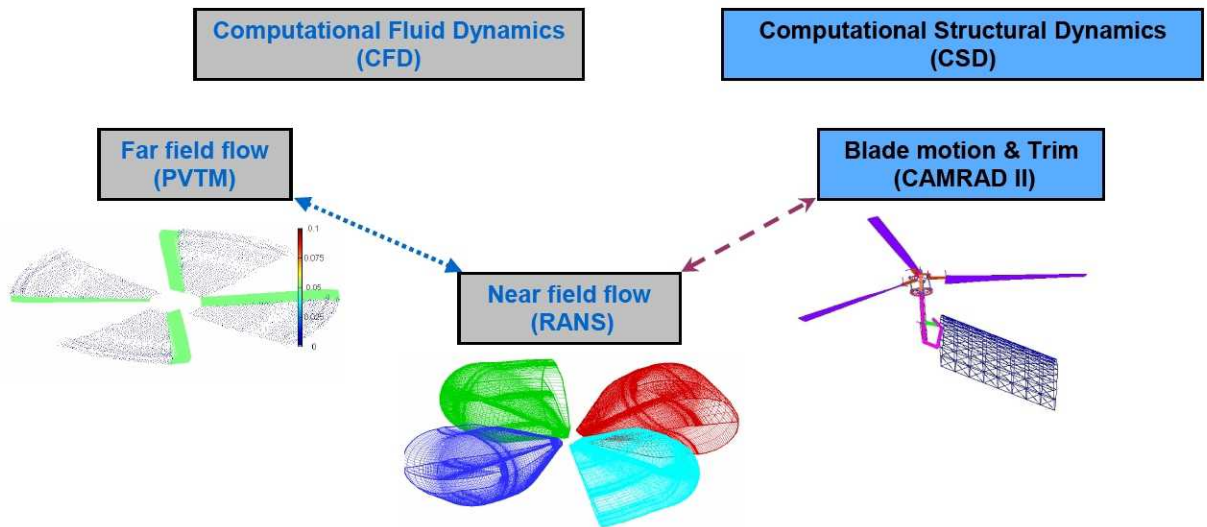 Computational Fluid Dynamics
(CFD)
Computational Structural Dynamics
(CSD)
Far field flow
(PVTM)
Blade motion & Trim
(CAMRAD II)
0.1
0.075
0.05
0.025
0
Near field flow
(RANS)